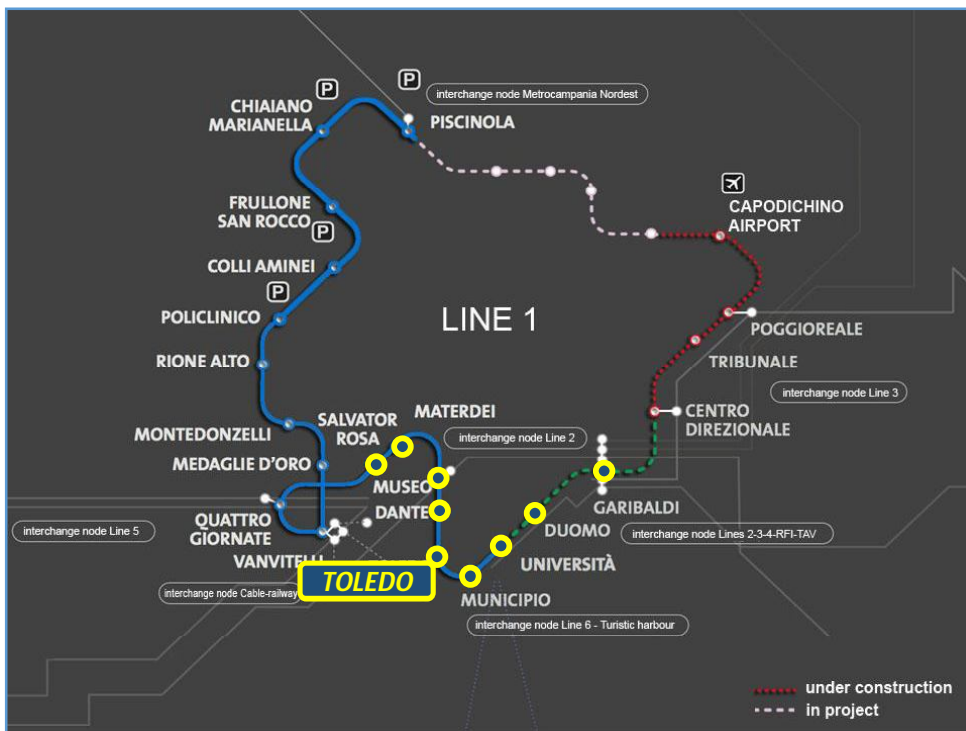 P
P
interchange node Metrocampania Nordest
CHIAIANO
MARIANELLA
PISCINOLA
FRULLONE
SAN ROCCO
P
CAPODICHINO
AIRPORT
COLLI AMINEI
P
POLICLINICO
LINE 1
POGGIOREALE
RIONE ALTO
TRIBUNALE
interchange node Line 3
SALVATOR
ROSA
MATERDEI
CENTRO
DIREZIONALE
MONTEDONZELLI
interchange node Line 2
MEDAGLIE D'ORO
MUSEO
GARIBALDI
DANTE
QUATTRO
GIORNATE
DUOMO
interchange node Lines 2-3-4-RFI-TAV
interchange node Line 5
UNIVERSITÀ
VANVITELLI
TOLEDO
interchange node Cable-railway
MUNICIPIO
interchange node Line 6 - Turistic harbour
under construction
in project